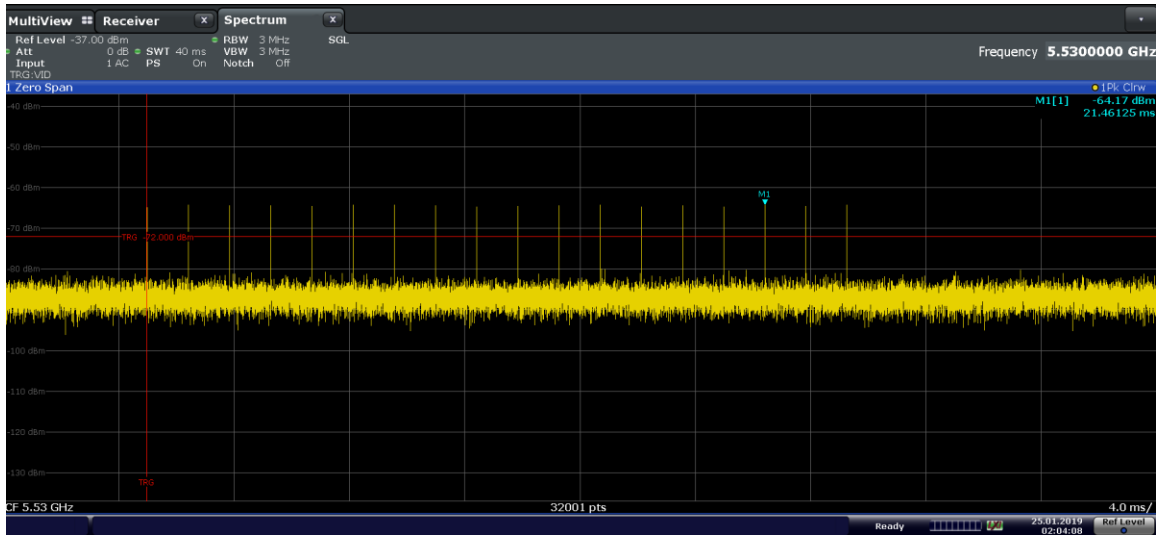 MultiView Receiver X Spectrum X
Ref Level -37.00 dBm RBW 3 MHz SGL
Att 0 dB SWT 40 ms VBW 3 MHz
Input 1 AC PS On Notch Off
TRG:VID
Frequency 5.5300000 GHz
1 Zero Span 1Pk Clrw
M1[1] -64.17 dBm
21.46125 ms
-40 dBm
-50 dBm
-60 dBm
M1
-70 dBm
TRG -72.000 dBm
-80 dBm
-100 dBm
-110 dBm
-120 dBm
-130 dBm
TRG
CF 5.53 GHz 32001 pts 4.0 ms/
Ready 25.01.2019 Ref Level
02:04:08